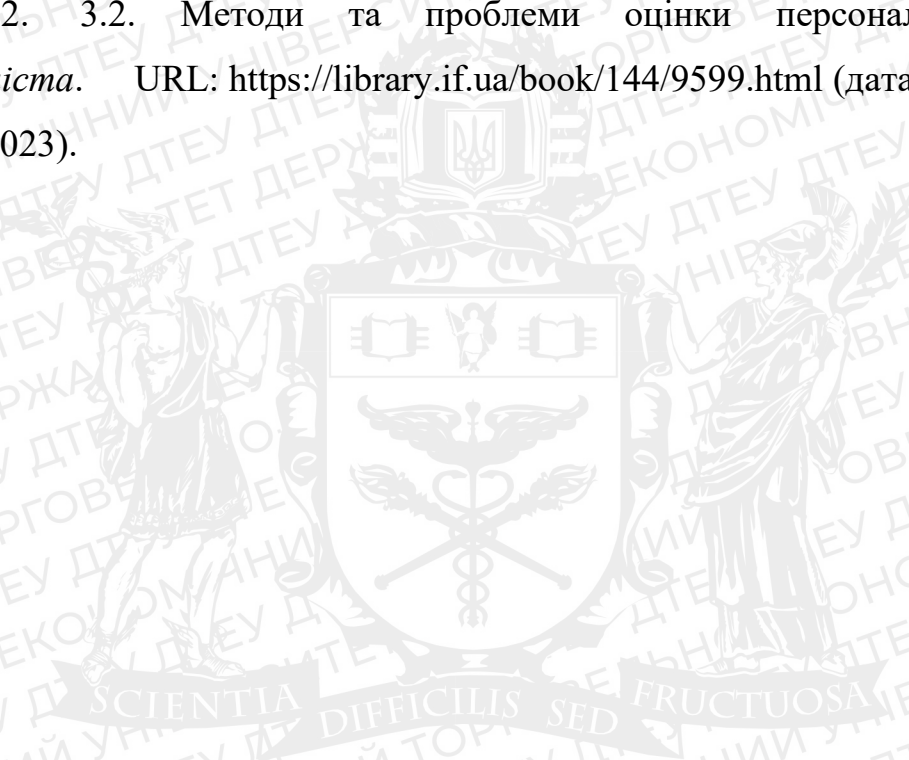 2. 3.2. Методи та проблеми оцінки персонал
іста. URL: https://library.if.ua/book/144/9599.html (дата
023).
SCIENTIA DIFFICILIS SED FRUCTUOSA